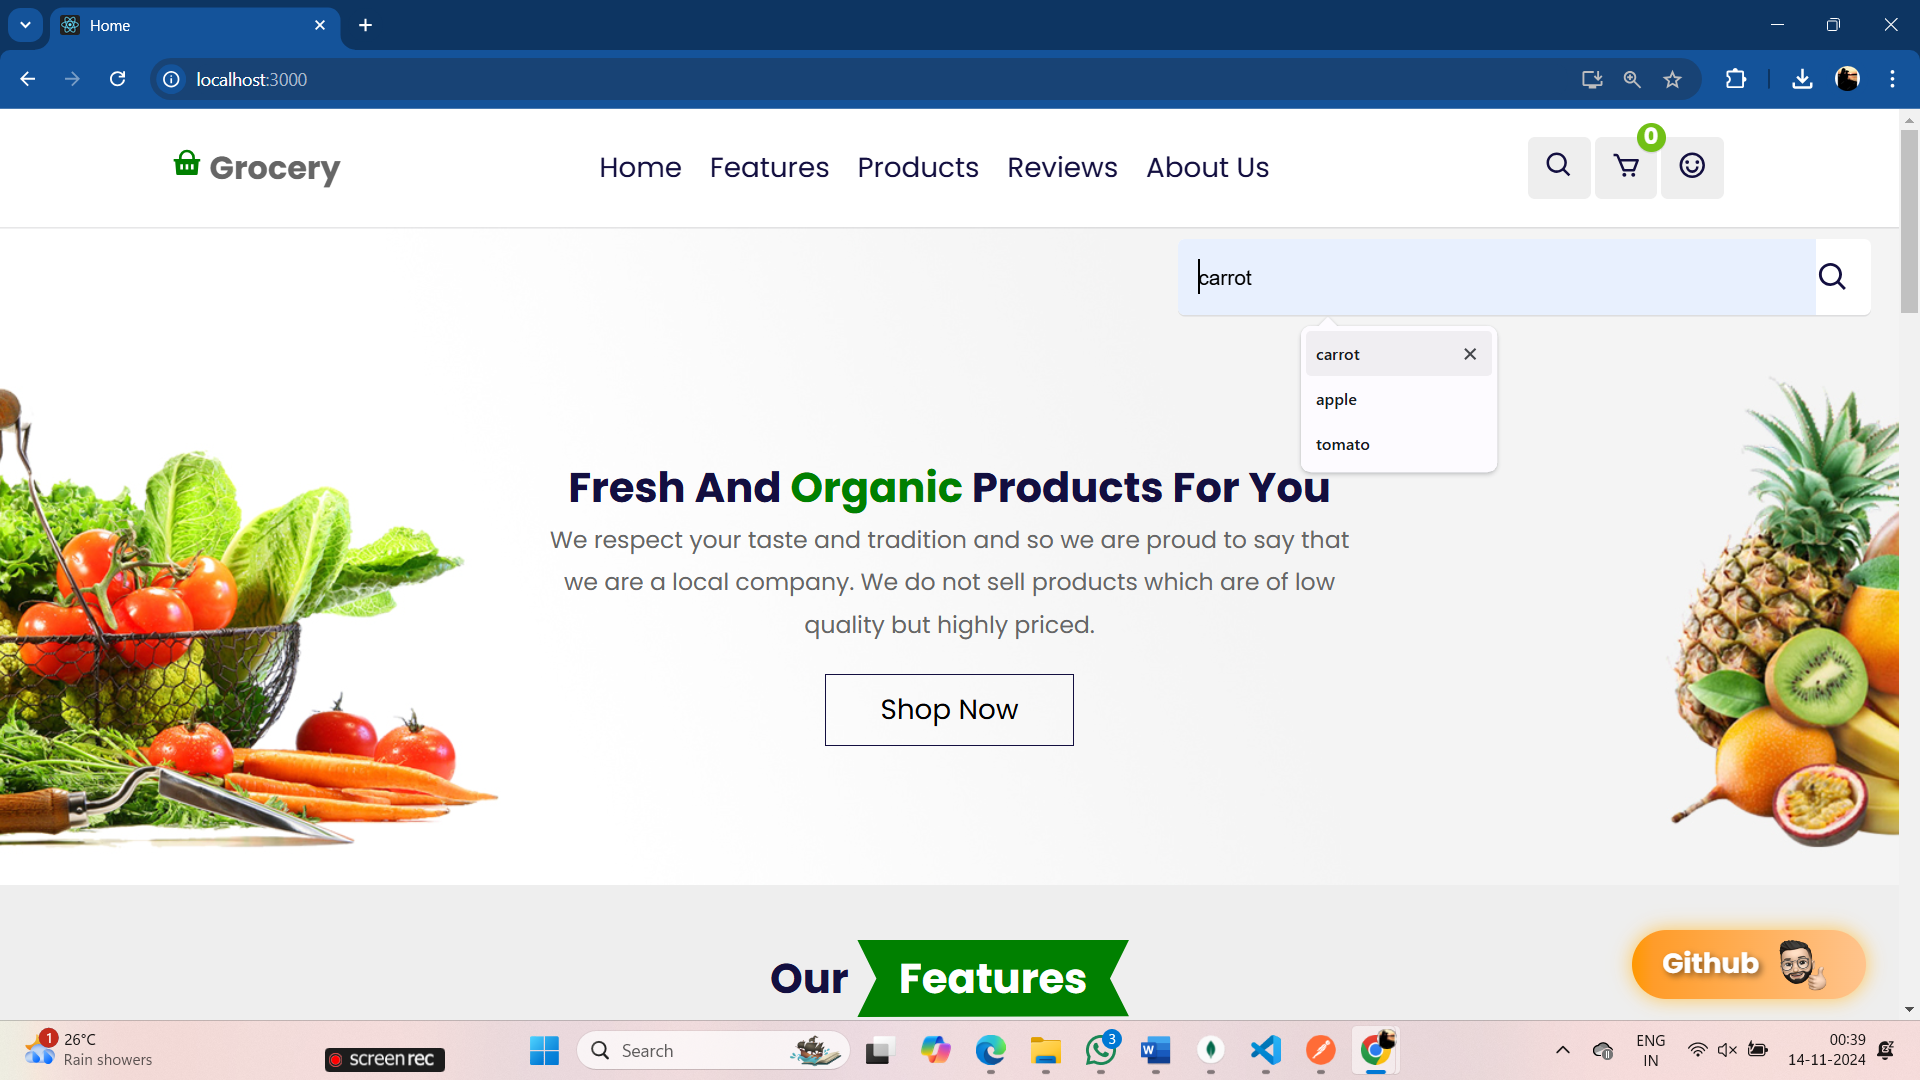 Home
localhost:3000
Grocery
Home Features Products Reviews About Us
0
carrot
carrot
apple
tomato
Fresh And Organic Products For You
We respect your taste and tradition and so we are proud to say that
we are a local company. We do not sell products which are of low
quality but highly priced.
Shop Now
Our Features
Github
1
26°C
Rain showers
screenrec
Search
3
W
ENG
IN
00:39
14-11-2024